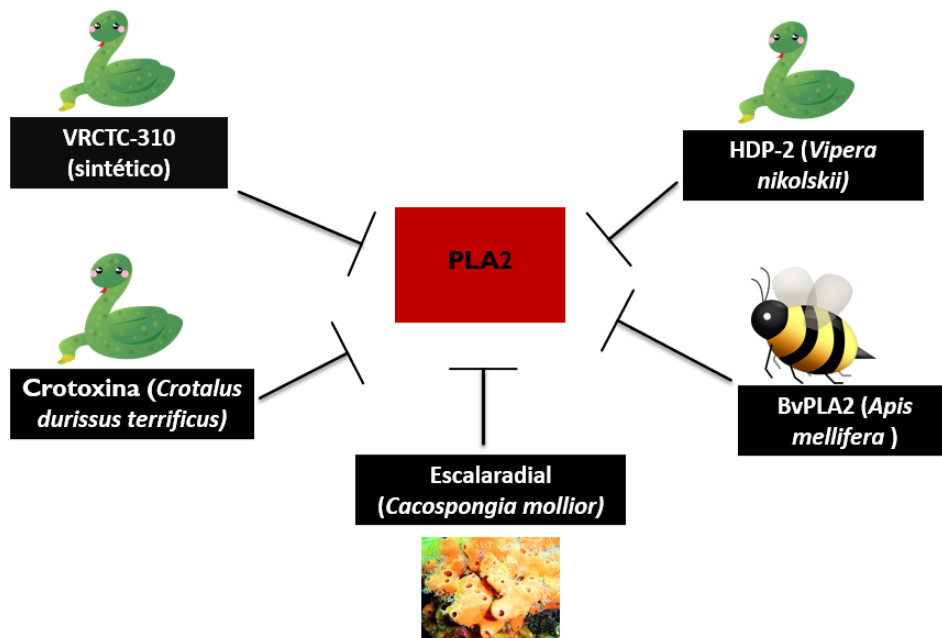 VRCTC-310
(sintético)
HDP-2 (Vipera
nikolskii)
PLA2
Crotoxina (Crotalus
durissus terrificus)
BvPLA2 (Apis
mellifera )
Escalaradial
(Cacospongia mollior)